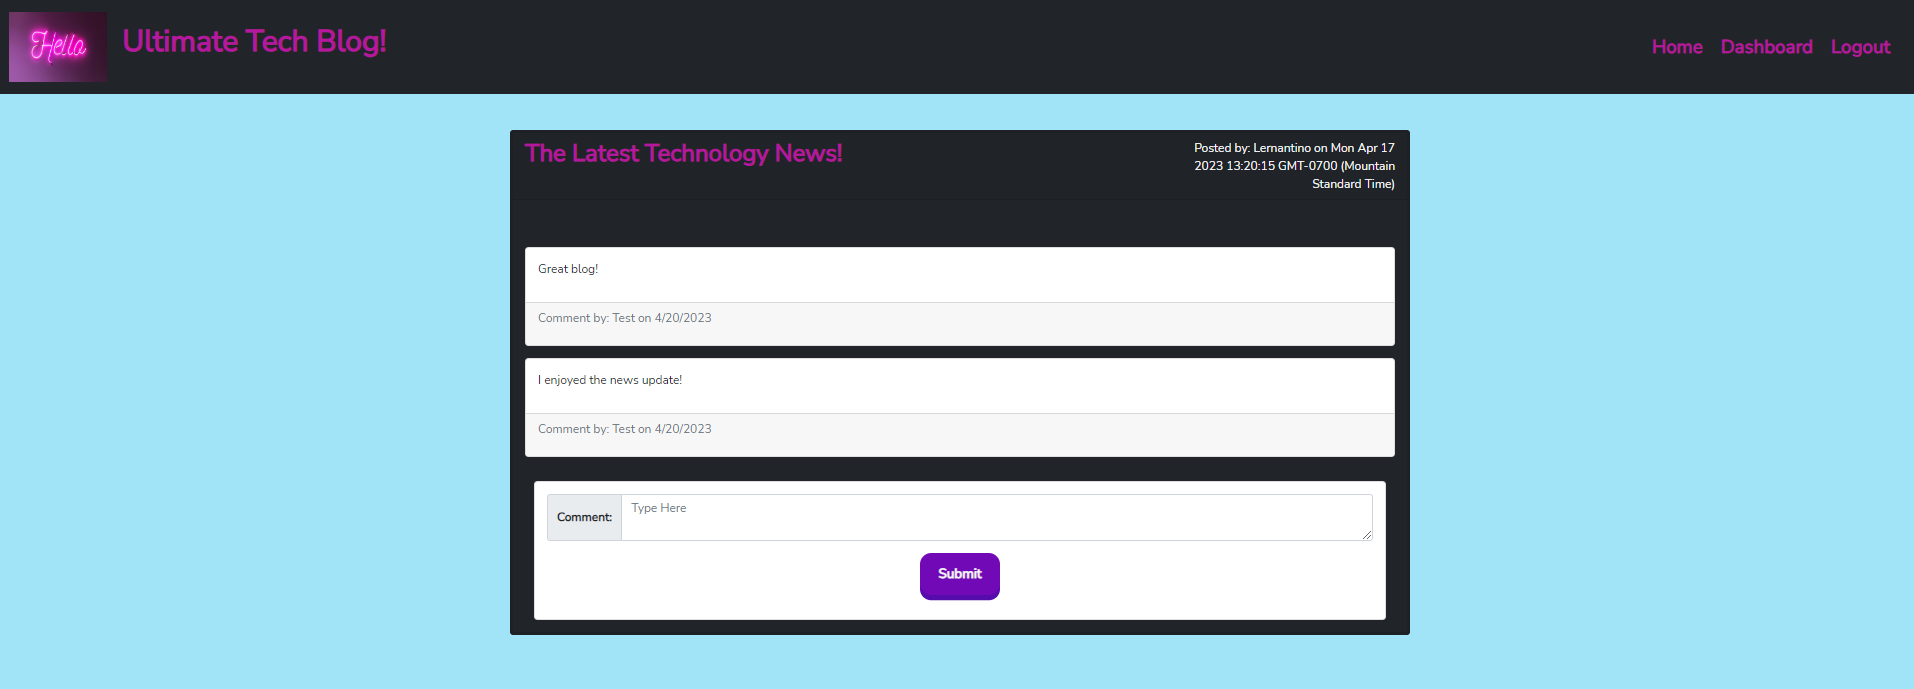 Hello
Ultimate Tech Blog!
Home Dashboard Logout
The Latest Technology News!
Posted by: Lemantino on Mon Apr 17
2023 13:20:15 GMT-0700 (Mountain
Standard Time)
Great blog!
Comment by: Test on 4/20/2023
I enjoyed the news update!
Comment by: Test on 4/20/2023
Comment:
Type Here
Submit